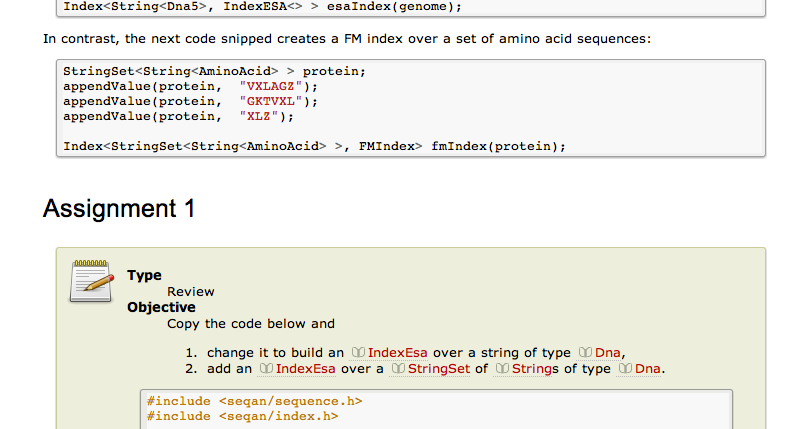 Index<String<Dna5>, IndexESA<> > esaIndex(genome);
In contrast, the next code snipped creates a FM index over a set of amino acid sequences:
StringSet<String<AminoAcid> > protein;
appendValue(protein,  "VXLAGZ");
appendValue(protein,  "GKTVXL");
appendValue(protein,  "XLZ");
Index<StringSet<String<AminoAcid> >, FMIndex> fmIndex(protein);
Assignment 1
Type
Review
Objective
Copy the code below and
1. change it to build an IndexEsa over a string of type Dna,
2. add an IndexEsa over a StringSet of Strings of type Dna.
#include <seqan/sequence.h>
#include <seqan/index.h>